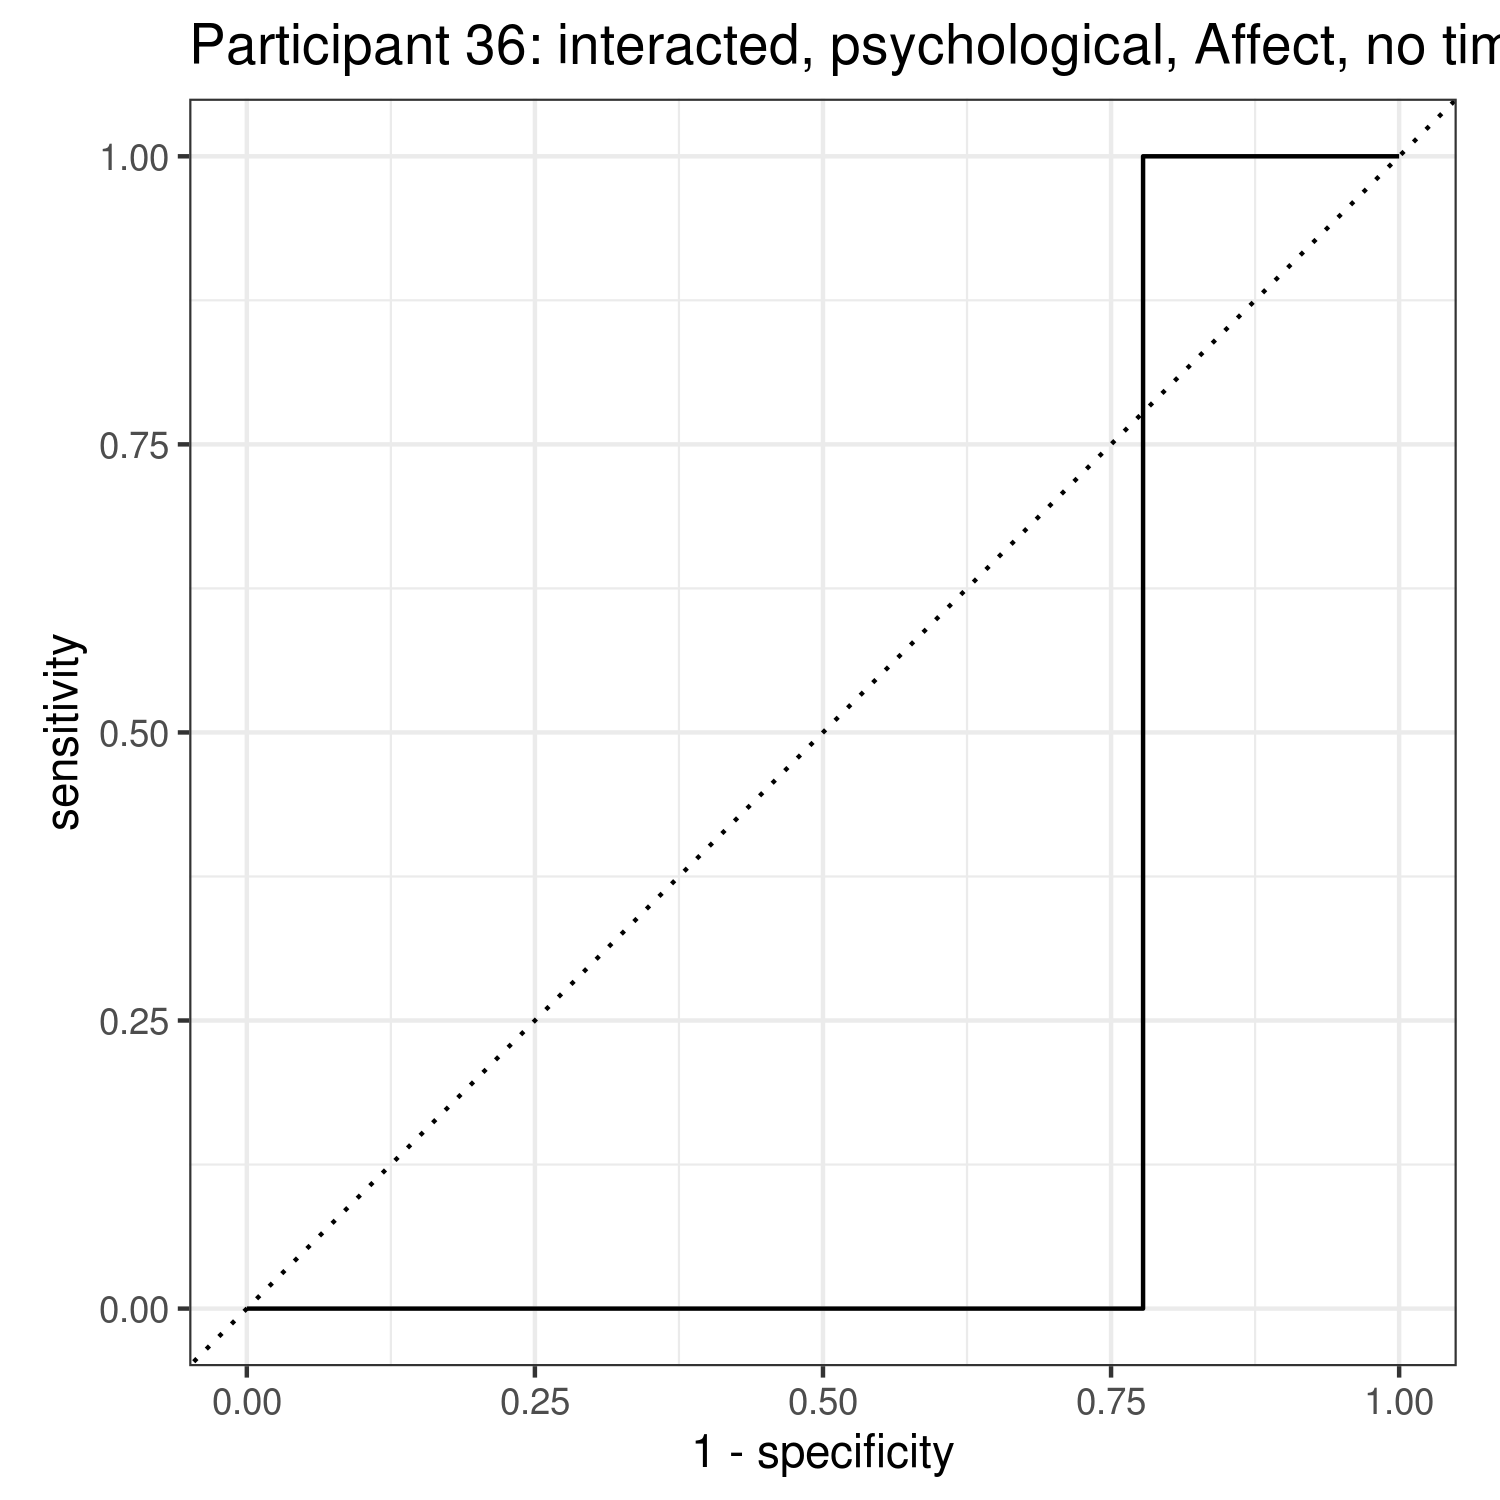 Participant 36: interacted, psychological, Affect, no tim
1.00
0.75
0.50
0.25
0.00
sensitivity
0.00 0.25 0.50 0.75 1.00
1 - specificity